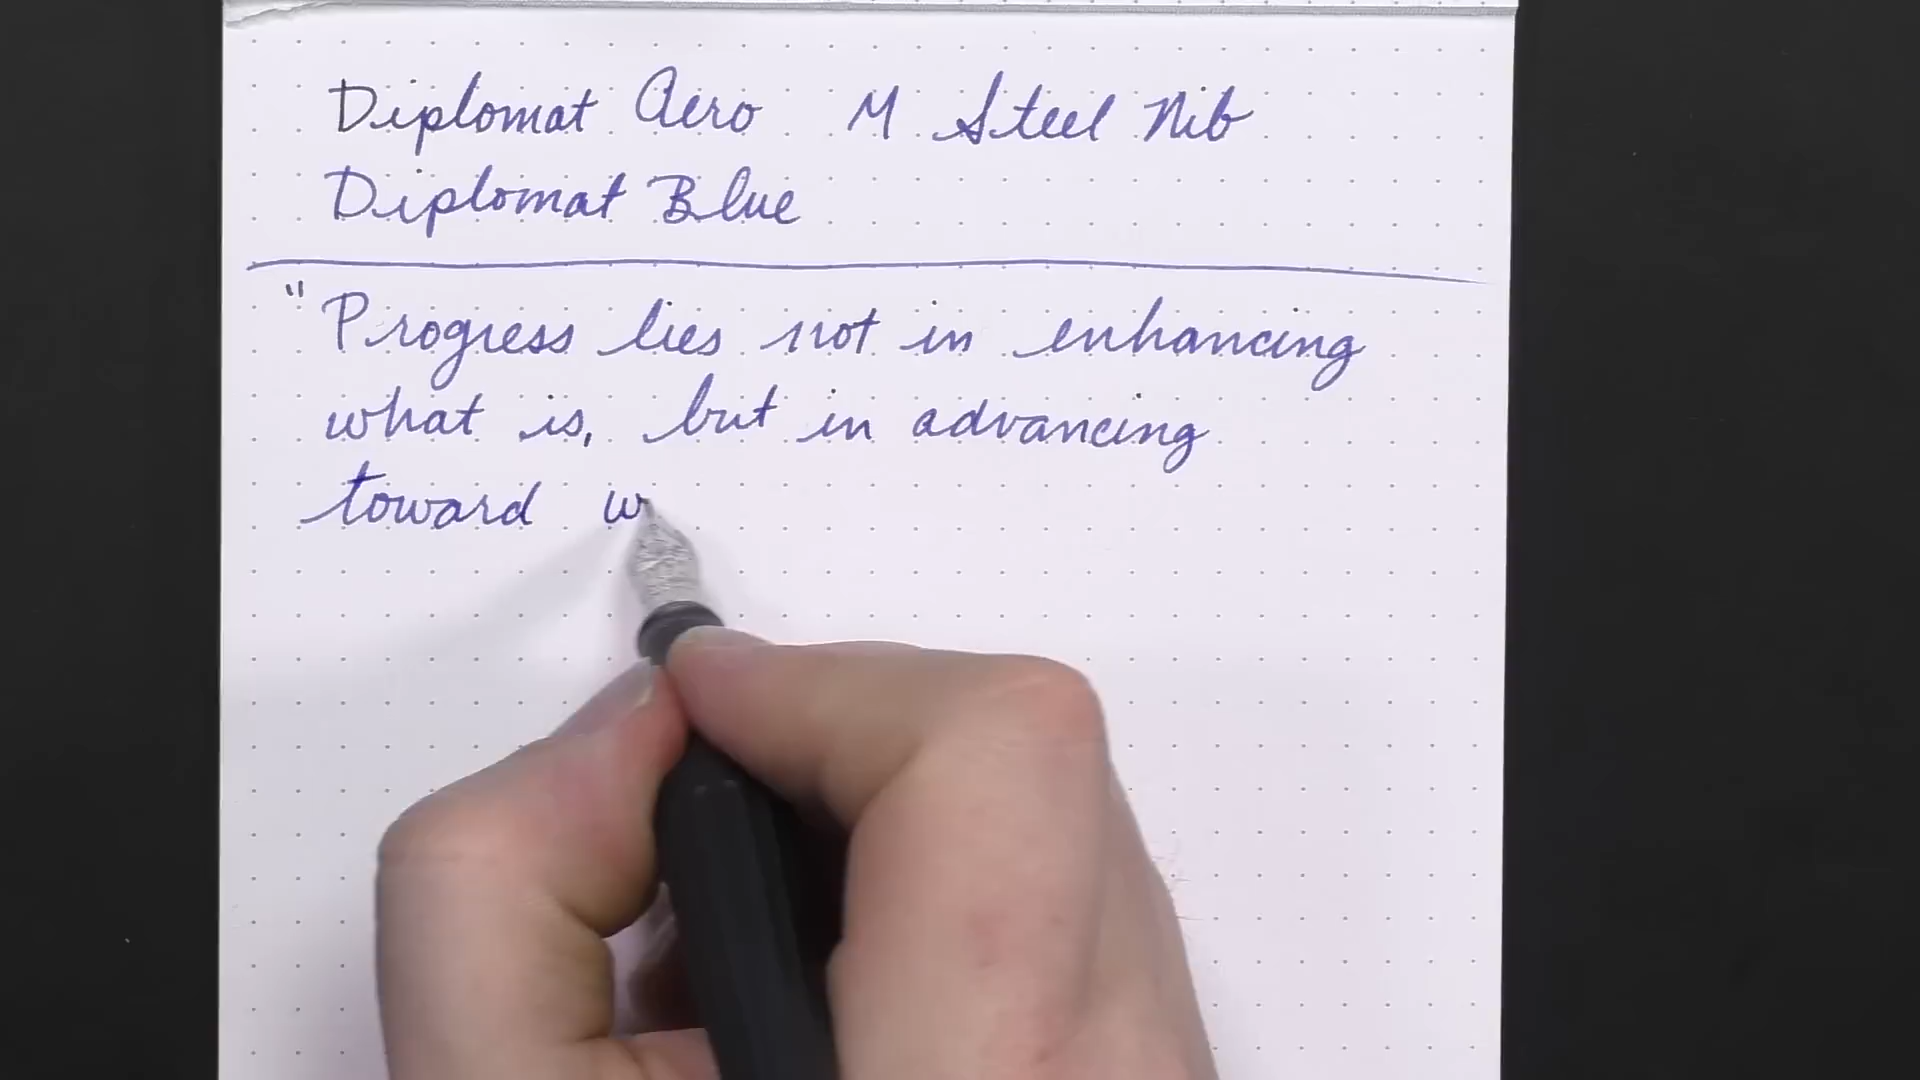 Diplomat Aero M Steel Nib
Diplomat Blue
"Progress lies not in enhancing
what is, but in advancing
toward w